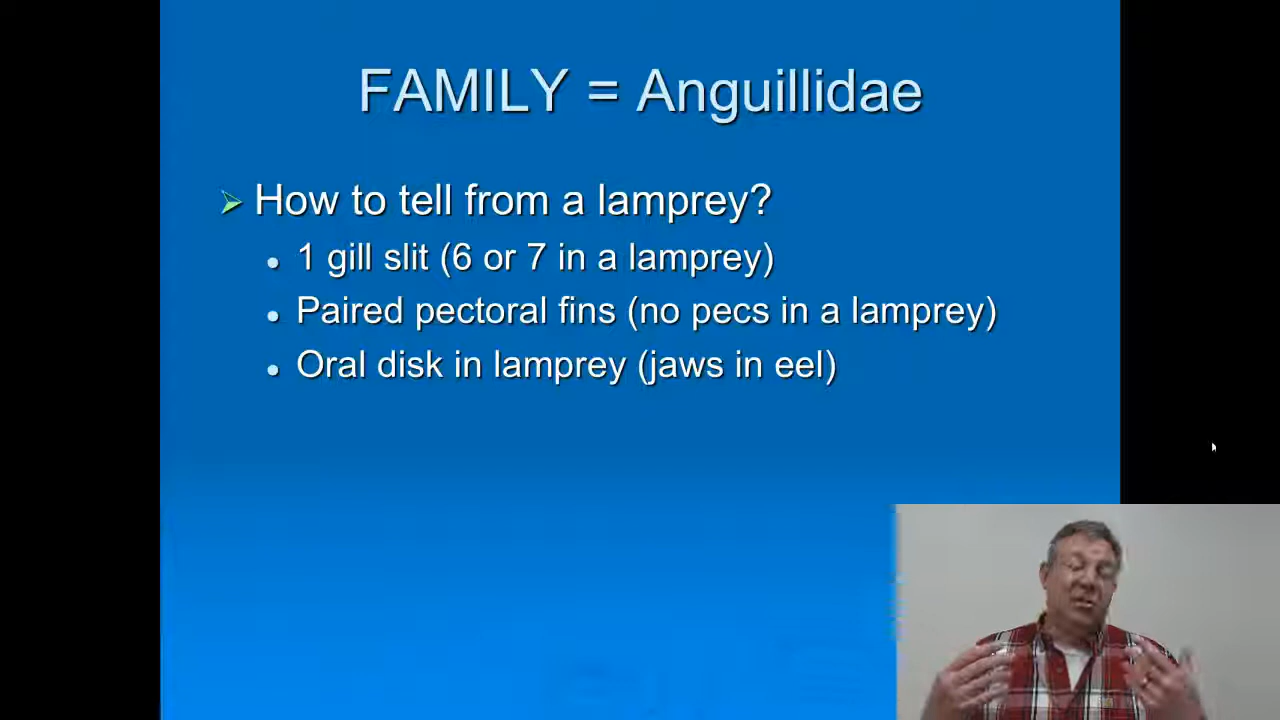 FAMILY = Anguillidae
How to tell from a lamprey?
1 gill slit (6 or 7 in a lamprey)
Paired pectoral fins (no pecs in a lamprey)
Oral disk in lamprey (jaws in eel)